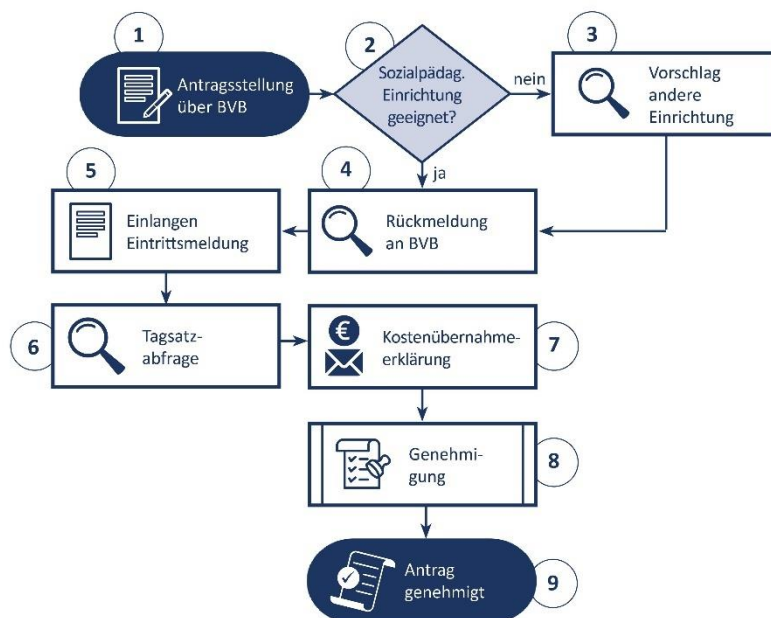 1
Antragsstellung
über BVB
2
Sozialpädag.
Einrichtung
geeignet?
nein
3
Vorschlag
andere
Einrichtung
ja
4
Rückmeldung
an BVB
5
Einlangen
Eintrittsmeldung
6
Tagsatz-
abfrage
€
Kostenübernahme-
erklärung
7
Genehmi-
gung
8
Antrag
genehmigt
9